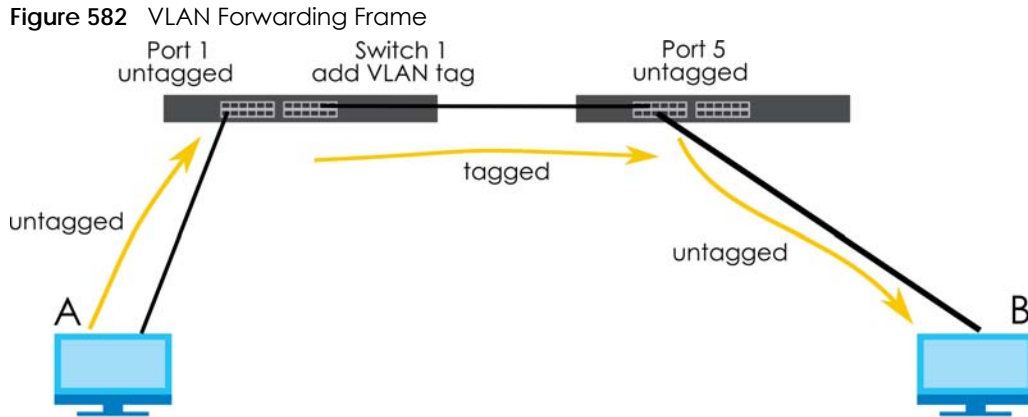 Figure 582 VLAN Forwarding Frame
Port 1
untagged
Switch 1
add VLAN tag
Port 5
untagged
untagged
tagged
untagged
A
B